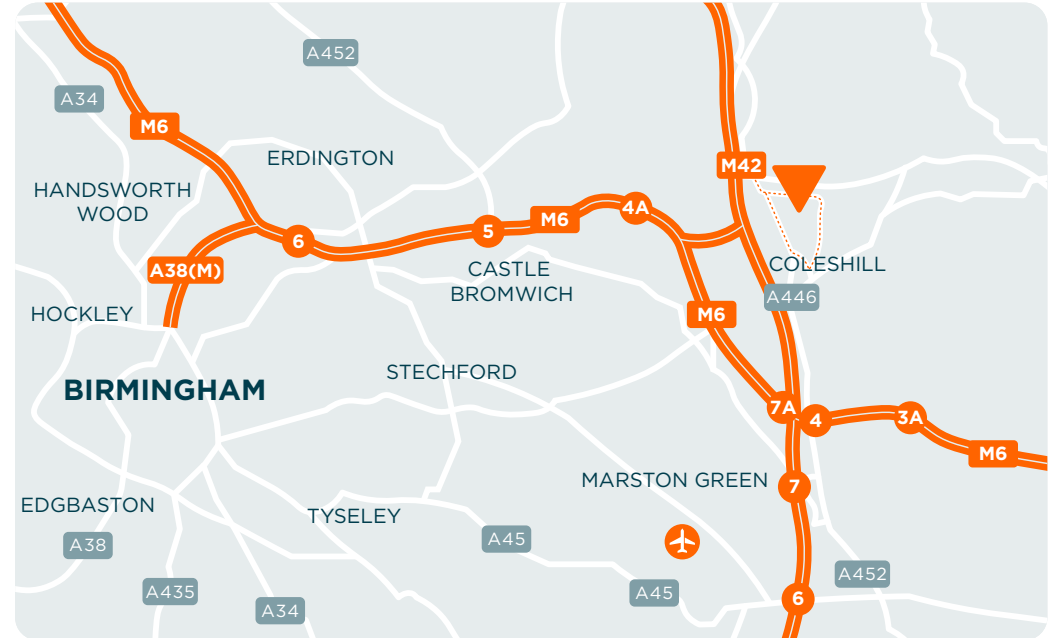 A452
A34
M6
ERDINGTON
M42
HANDSWORTH
WOOD
4A
M6
5
6
A38(M)
CASTLE
BROMWICH
COLESHILL
A446
HOCKLEY
M6
STECHFORD
BIRMINGHAM
7A
4
3A
M6
MARSTON GREEN
7
EDGBASTON
TYSELEY
A38
A45
A452
A435
A34
A45
6